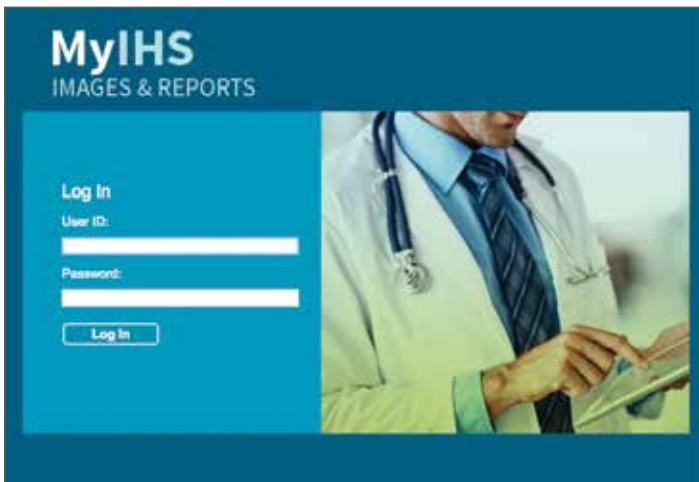 MyIHS
IMAGES & REPORTS
Log In
User ID:
Password:
Log In